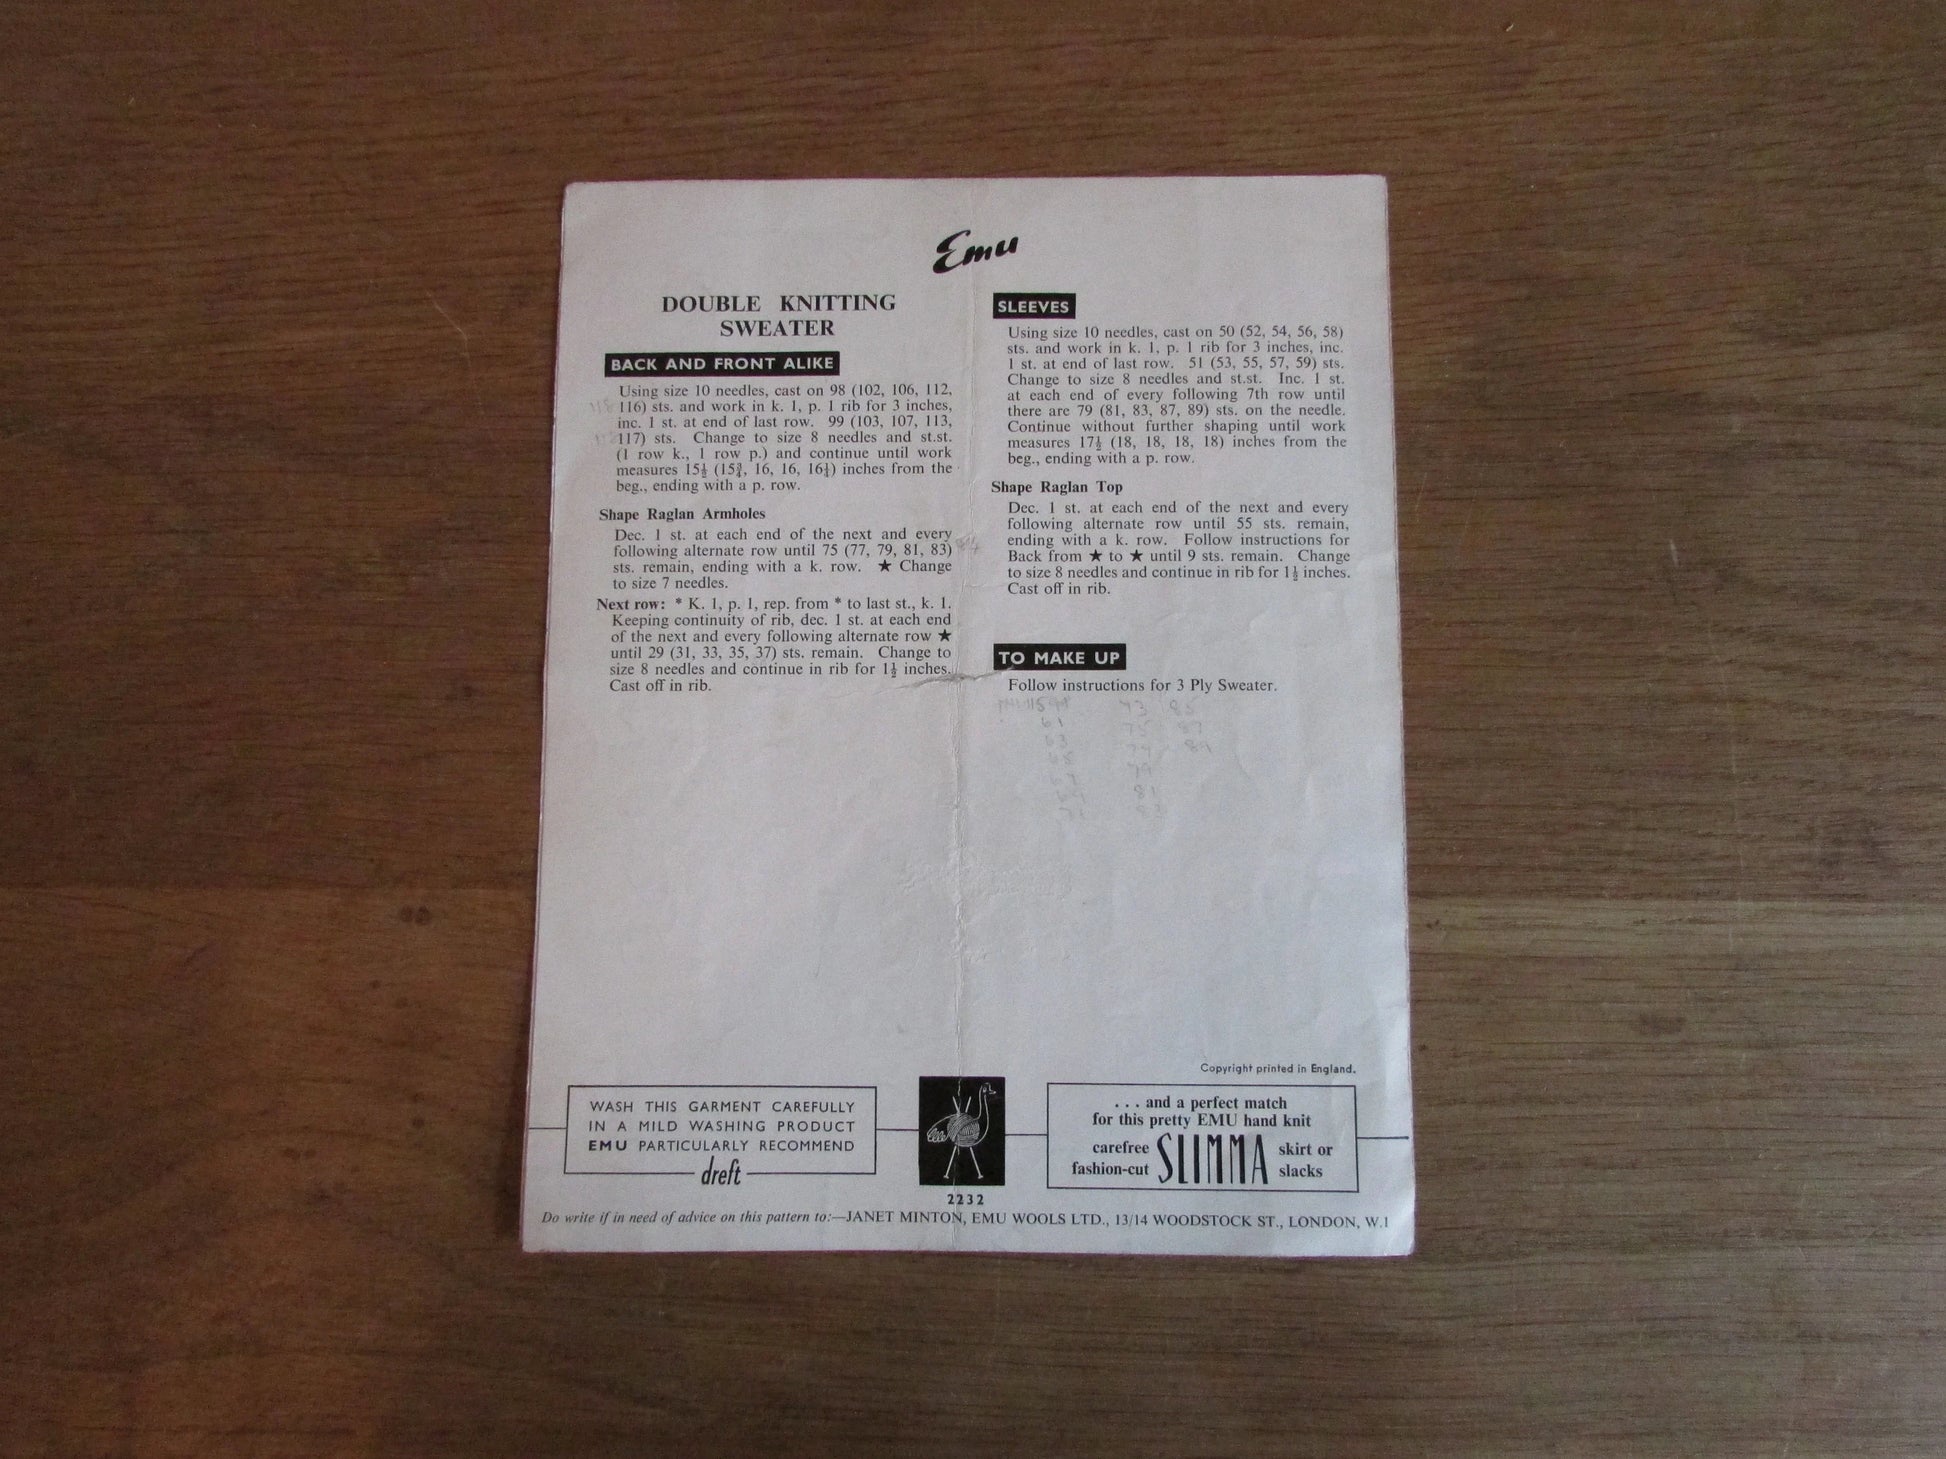 Emu
DOUBLE KNITTING
SWEATER
BACK AND FRONT ALIKE
Using size 10 needles, cast on 98 (102, 106, 112,
116) sts. and work in k. 1, p. 1 rib for 3 inches,
inc. 1 st. at end of last row. 99 (103, 107, 113,
117) sts. Change to size 8 needles and st.st.
(1 row k., 1 row p.) and continue until work
measures 15½ (15¾, 16, 16, 16¼) inches from the
beg., ending with a p. row.
Shape Raglan Armholes
Dec. 1 st. at each end of the next and every
following alternate row until 75 (77, 79, 81, 83)
sts. remain, ending with a k. row. ★ Change
to size 7 needles.
Next row: * K. 1, p. 1, rep. from * to last st., k. 1.
Keeping continuity of rib, dec. 1 st. at each end
of the next and every following alternate row ★
until 29 (31, 33, 35, 37) sts. remain. Change to
size 8 needles and continue in rib for 1½ inches.
Cast off in rib.
SLEEVES
Using size 10 needles, cast on 50 (52, 54, 56, 58)
sts. and work in k. 1, p. 1 rib for 3 inches, inc.
1 st. at end of last row. 51 (53, 55, 57, 59) sts.
Change to size 8 needles and st.st. Inc. 1 st.
at each end of every following 7th row until
there are 79 (81, 83, 87, 89) sts. on the needle.
Continue without further shaping until work
measures 17½ (18, 18, 18, 18) inches from the
beg., ending with a p. row.
Shape Raglan Top
Dec. 1 st. at each end of the next and every
following alternate row until 55 sts. remain,
ending with a k. row. Follow instructions for
Back from ★ to ★ until 9 sts. remain. Change
to size 8 needles and continue in rib for 1½ inches.
Cast off in rib.
TO MAKE UP
Follow instructions for 3 Ply Sweater.
73 85
61
81
Copyright printed in England.
WASH THIS GARMENT CAREFULLY
IN A MILD WASHING PRODUCT
EMU PARTICULARLY RECOMMEND
dreft
2232
. . . and a perfect match
for this pretty EMU hand knit
carefree
fashion-cut
SLIMMA
skirt or
slacks
Do write if in need of advice on this pattern to:—JANET MINTON, EMU WOOLS LTD., 13/14 WOODSTOCK ST., LONDON, W.1